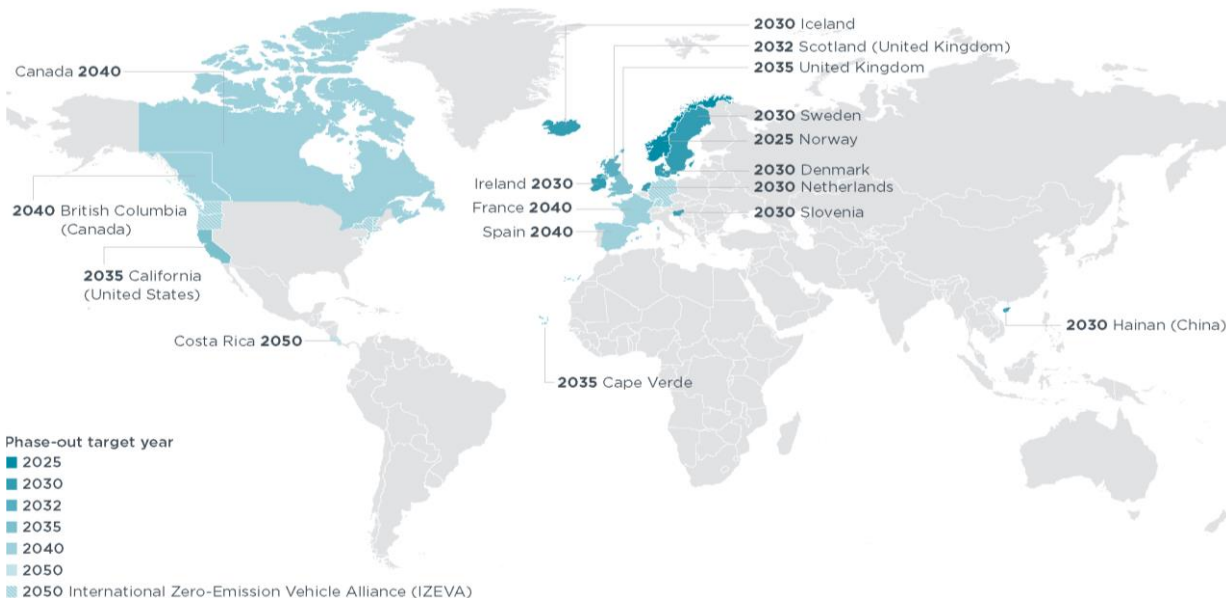 2030 Iceland
2032 Scotland (United Kingdom)
2035 United Kingdom
Canada 2040
2030 Sweden
2025 Norway
2030 Denmark
Ireland 2030
2030 Netherlands
France 2040
2040 British Columbia
(Canada)
2030 Slovenia
Spain 2040
2035 California
(United States)
2030 Hainan (China)
Costa Rica 2050
2035 Cape Verde
Phase-out target year
2025
2030
2032
2035
2040
2050
2050 International Zero-Emission Vehicle Alliance (IZEVA)